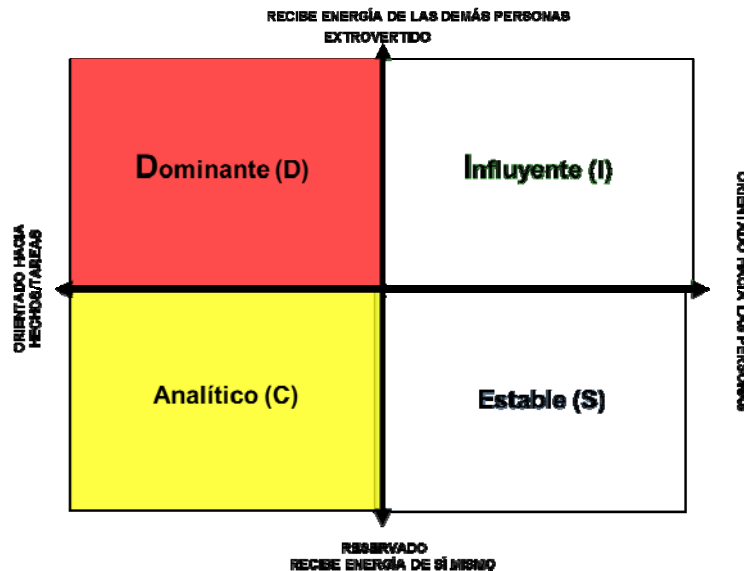 RECIBE ENERGÍA DE LAS DEMÁS PERSONAS
EXTROVERTIDO
Dominante (D)
Influyente (I)
ORIENTADO HACIA
HECHOS/TAREAS
ORIENTADO HACIA LAS PERSONAS
Analítico (C)
Estable (S)
RESERVADO
RECIBE ENERGÍA DE SÍ MISMO